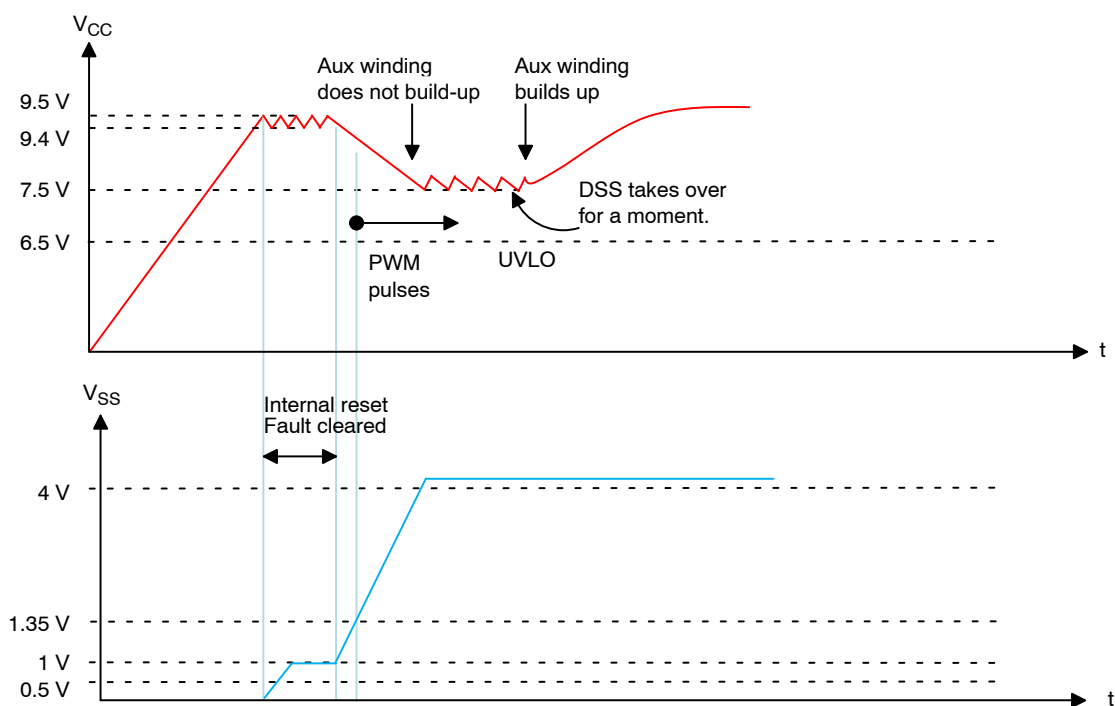 VCC
Aux winding
does not build-up
Aux winding
builds up
9.5 V
9.4 V
7.5 V
DSS takes over
for a moment.
6.5 V
PWM
pulses
UVLO
t
VSS
Internal reset
Fault cleared
4 V
1.35 V
1 V
0.5 V
t